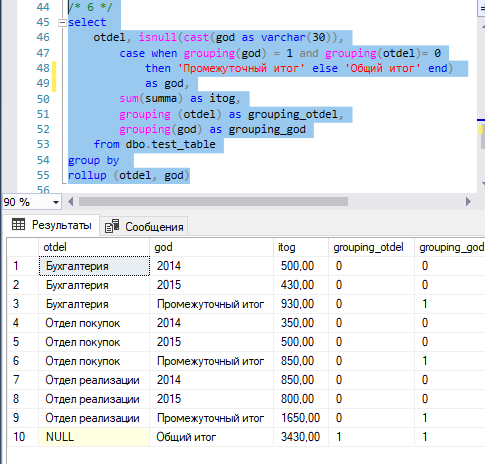 44 /* 6 */
45 select
46 otdel, isnull(cast(god as varchar(30)),
47 case when grouping(god) = 1 and grouping(otdel)= 0
48 then 'Промежуточный итог' else 'Общий итог' end)
49 as god,
50 sum(summa) as itog,
51 grouping (otdel) as grouping_otdel,
52 grouping(god) as grouping_god
53 from dbo.test_table
54 group by
55 rollup (otdel, god)
56
90 %
Результаты Сообщения
otdel god itog grouping_otdel grouping_god
1 Бухгалтерия 2014 500,00 0 0
2 Бухгалтерия 2015 430,00 0 0
3 Бухгалтерия Промежуточный итог 930,00 0 1
4 Отдел покупок 2014 350,00 0 0
5 Отдел покупок 2015 500,00 0 0
6 Отдел покупок Промежуточный итог 850,00 0 1
7 Отдел реализации 2014 850,00 0 0
8 Отдел реализации 2015 800,00 0 0
9 Отдел реализации Промежуточный итог 1650,00 0 1
10 NULL Общий итог 3430,00 1 1